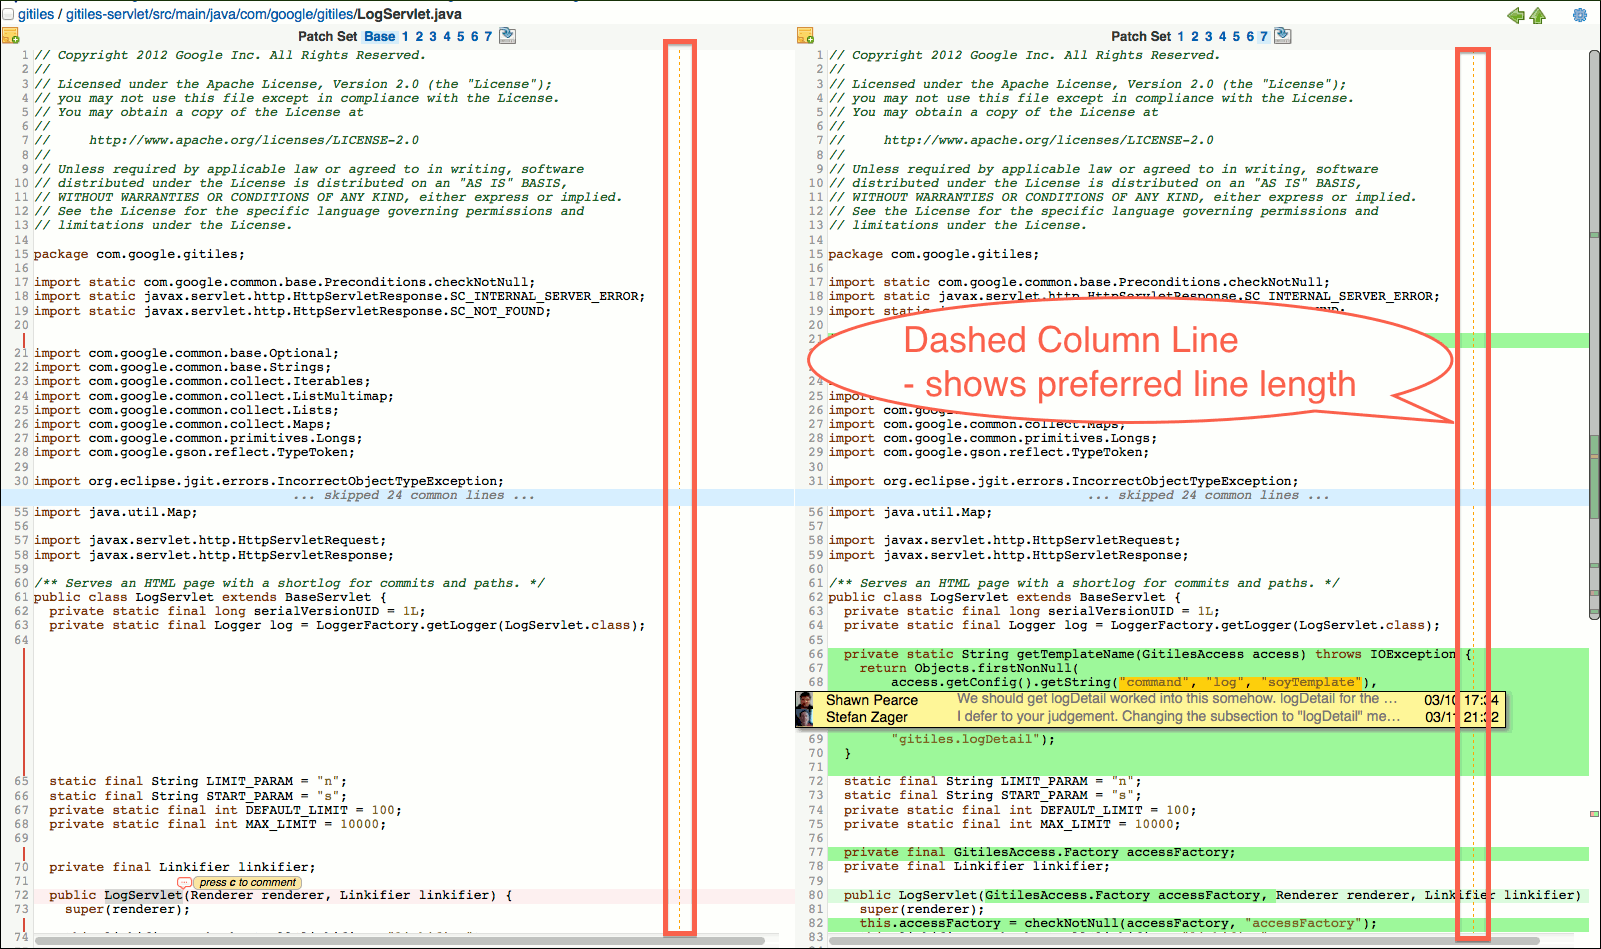 gitiles / gitiles-servlet/src/main/java/com/google/gitiles/LogServlet.java
Patch Set Base 1 2 3 4 5 6 7
1 // Copyright 2012 Google Inc. All Rights Reserved.
2 //
3 // Licensed under the Apache License, Version 2.0 (the "License");
4 // you may not use this file except in compliance with the License.
5 // You may obtain a copy of the License at
6 //
7 //     http://www.apache.org/licenses/LICENSE-2.0
8 //
9 // Unless required by applicable law or agreed to in writing, software
10 // distributed under the License is distributed on an "AS IS" BASIS,
11 // WITHOUT WARRANTIES OR CONDITIONS OF ANY KIND, either express or implied.
12 // See the License for the specific language governing permissions and
13 // limitations under the License.
14
15 package com.google.gitiles;
16
17 import static com.google.common.base.Preconditions.checkNotNull;
18 import static javax.servlet.http.HttpServletResponse.SC_INTERNAL_SERVER_ERROR;
19 import static javax.servlet.http.HttpServletResponse.SC_NOT_FOUND;
20
21 import com.google.common.base.Optional;
22 import com.google.common.base.Strings;
23 import com.google.common.collect.Iterables;
24 import com.google.common.collect.ListMultimap;
25 import com.google.common.collect.Lists;
26 import com.google.common.collect.Maps;
27 import com.google.common.primitives.Longs;
28 import com.google.gson.reflect.TypeToken;
29
30 import org.eclipse.jgit.errors.IncorrectObjectTypeException;
... skipped 24 common lines ...
55 import java.util.Map;
56
57 import javax.servlet.http.HttpServletRequest;
58 import javax.servlet.http.HttpServletResponse;
59
60 /** Serves an HTML page with a shortlog for commits and paths. */
61 public class LogServlet extends BaseServlet {
62   private static final long serialVersionUID = 1L;
63   private static final Logger log = LoggerFactory.getLogger(LogServlet.class);
64
65   static final String LIMIT_PARAM = "n";
66   static final String START_PARAM = "s";
67   private static final int DEFAULT_LIMIT = 100;
68   private static final int MAX_LIMIT = 10000;
69
70   private final Linkifier linkifier;
71
press c to comment
72   public LogServlet(Renderer renderer, Linkifier linkifier) {
73     super(renderer);
74
Patch Set 1 2 3 4 5 6 7
1 // Copyright 2012 Google Inc. All Rights Reserved.
2 //
3 // Licensed under the Apache License, Version 2.0 (the "License");
4 // you may not use this file except in compliance with the License.
5 // You may obtain a copy of the License at
6 //
7 //     http://www.apache.org/licenses/LICENSE-2.0
8 //
9 // Unless required by applicable law or agreed to in writing, software
10 // distributed under the License is distributed on an "AS IS" BASIS,
11 // WITHOUT WARRANTIES OR CONDITIONS OF ANY KIND, either express or implied.
12 // See the License for the specific language governing permissions and
13 // limitations under the License.
14
15 package com.google.gitiles;
16
17 import static com.google.common.base.Preconditions.checkNotNull;
18 import static javax.servlet.http.HttpServletResponse.SC_INTERNAL_SERVER_ERROR;
19 import
20
21
Dashed Column Line
- shows preferred line length
24
25
26 import
27 import com.google.common.collect.Maps;
28 import com.google.common.primitives.Longs;
29 import com.google.gson.reflect.TypeToken;
30
31 import org.eclipse.jgit.errors.IncorrectObjectTypeException;
... skipped 24 common lines ...
56 import java.util.Map;
57
58 import javax.servlet.http.HttpServletRequest;
59 import javax.servlet.http.HttpServletResponse;
60
61 /** Serves an HTML page with a shortlog for commits and paths. */
62 public class LogServlet extends BaseServlet {
63   private static final long serialVersionUID = 1L;
64   private static final Logger log = LoggerFactory.getLogger(LogServlet.class);
65
66   private static String getTemplateName(GitilesAccess access) throws IOException {
67     return Objects.firstNonNull(
68         access.getConfig().getString("command", "log", "soyTemplate"),
Shawn Pearce We should get logDetail worked into this somehow. logDetail for the ... 03/10 17:34
Stefan Zager I defer to your judgement. Changing the subsection to "logDetail" me... 03/11 21:32
69         "gitiles.logDetail");
70   }
71
72   static final String LIMIT_PARAM = "n";
73   static final String START_PARAM = "s";
74   private static final int DEFAULT_LIMIT = 100;
75   private static final int MAX_LIMIT = 10000;
76
77   private final GitilesAccess.Factory accessFactory;
78   private final Linkifier linkifier;
79
80   public LogServlet(GitilesAccess.Factory accessFactory, Renderer renderer, Linkifier linkifier)
81     super(renderer);
82     this.accessFactory = checkNotNull(accessFactory, "accessFactory");
83